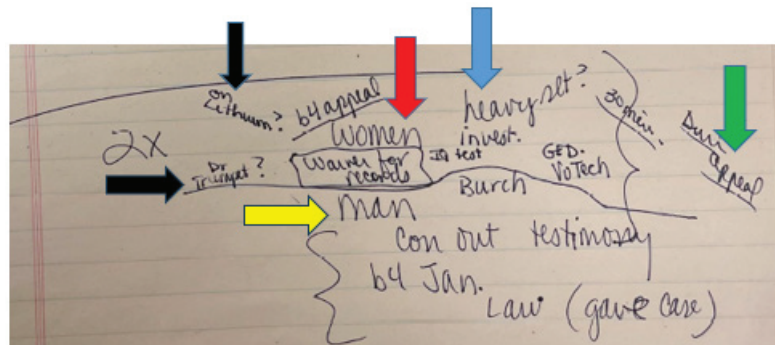 on
Lithium?
b4 appeal
heavy set?
30 min.
2x
Women
invest.
Dr
Trumpet?
Waiver for
records
IQ test
GED.
VoTech
appeal
Burch
man
con out testimony
b4 Jan.
Law (gave case)